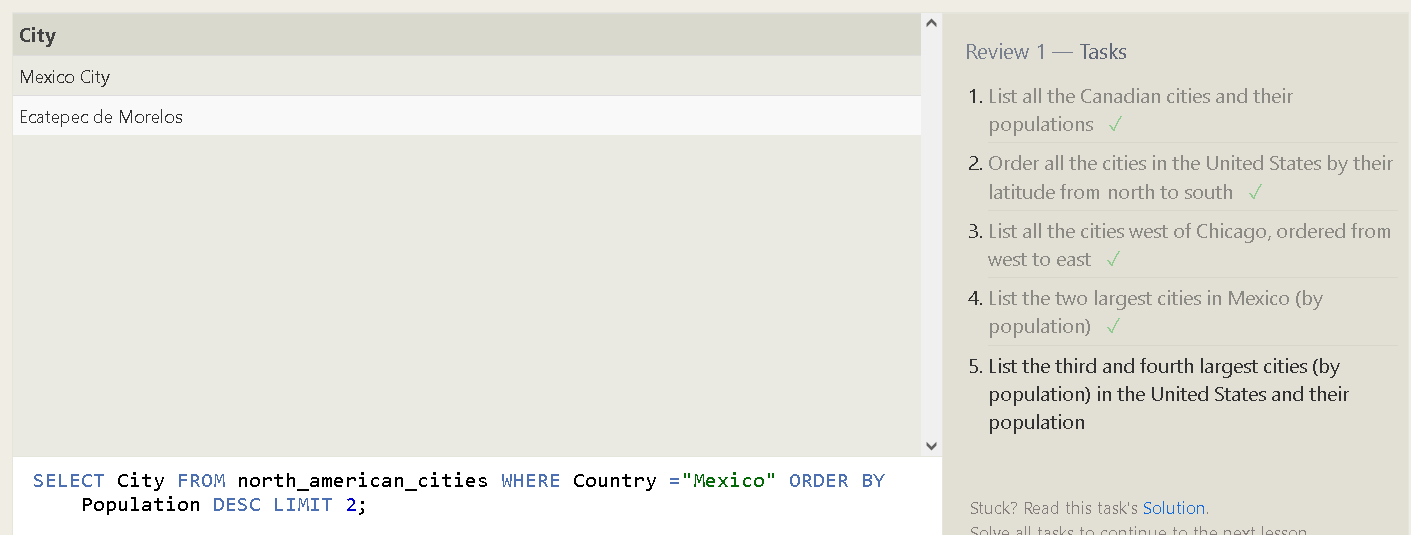 City
Mexico City
Ecatepec de Morelos
SELECT City FROM north_american_cities WHERE Country ="Mexico" ORDER BY
Population DESC LIMIT 2;
Review 1 — Tasks
1. List all the Canadian cities and their
populations ✓
2. Order all the cities in the United States by their
latitude from north to south ✓
3. List all the cities west of Chicago, ordered from
west to east ✓
4. List the two largest cities in Mexico (by
population) ✓
5. List the third and fourth largest cities (by
population) in the United States and their
population
Stuck? Read this task's Solution.
Solve all tasks to continue to the next lesson.